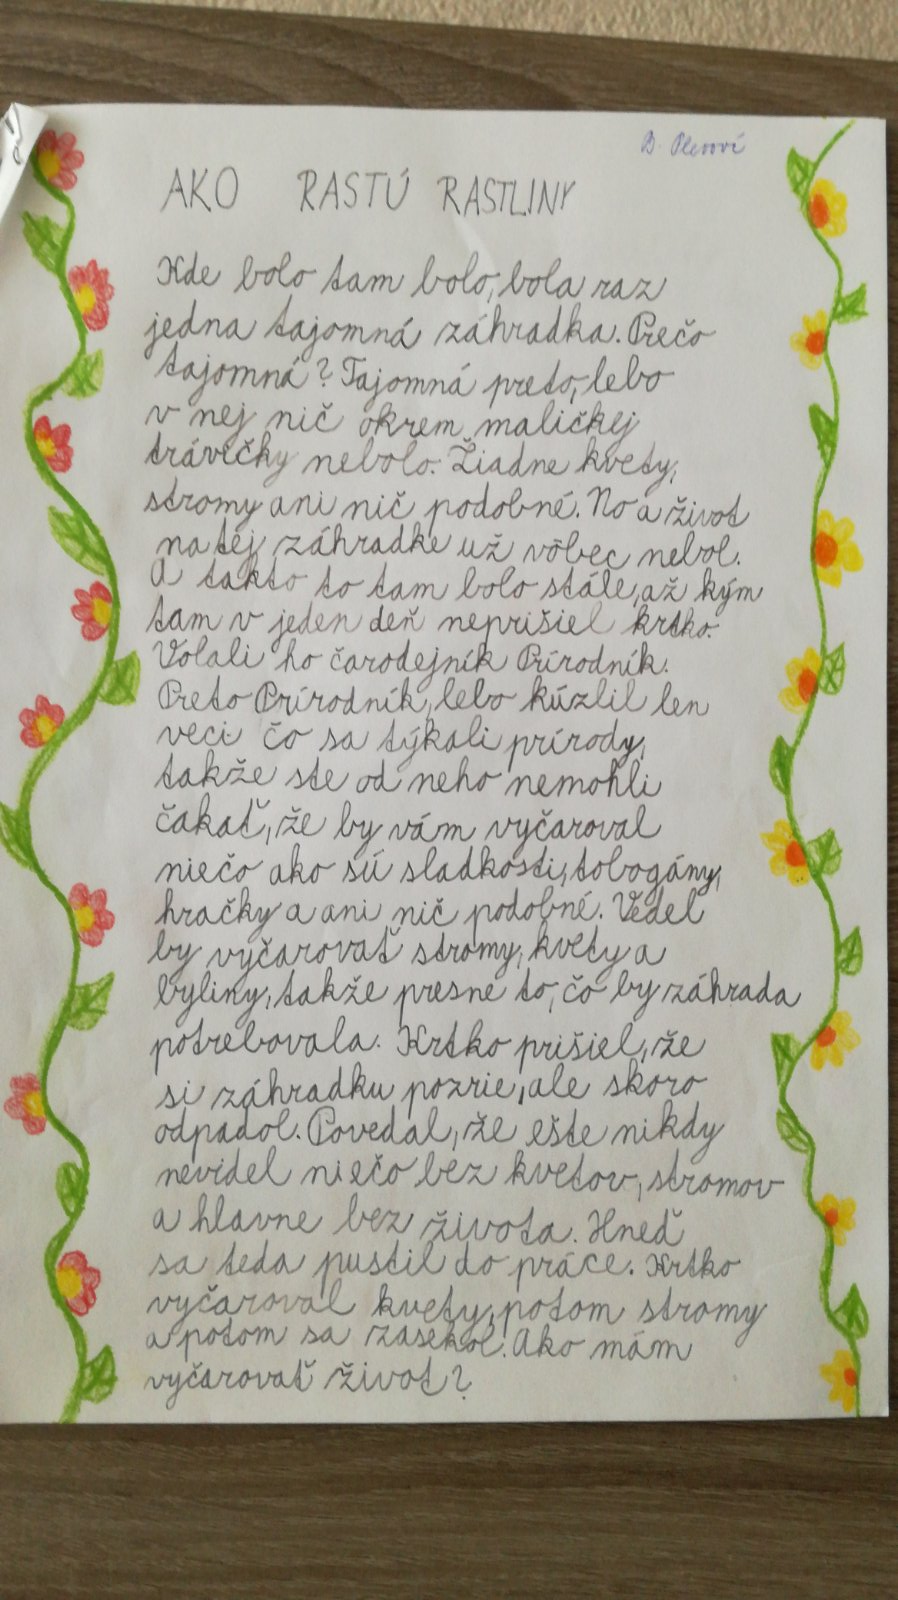 B.
AKO RASTÚ RASTLINY
Kde bolo tam bolo, bola raz
jedna tajomná záhradka. Prečo
tajomná? Tajomná preto, lebo
v nej nič okrem maličkej
trávičky nebolo. Žiadne kvety,
stromy ani nič podobné. No a život
na tej záhradke už vôbec nebol.
A takto to tam bolo stále, až kým
tam v jeden deň neprišiel krtko.
Volali ho čarodejník Prírodník.
Preto Prírodník, lebo kúzlil len
veci čo sa týkali prírody,
takže ste od neho nemohli
čakať, že by vám vyčaroval
niečo ako sú sladkosti, tobogány,
hračky a ani nič podobné. Vedel
by vyčarovať stromy, kvety a
byliny, takže presne to, čo by záhrada
potrebovala. Krtko prišiel, že
si záhradku pozrie, ale skoro
odpadol. Povedal, že ešte nikdy
nevidel niečo bez kvetov, stromov
a hlavne bez života. Hneď
sa teda pustil do práce. Krtko
vyčaroval kvety, potom stromy
a potom sa zasekol. Ako mám
vyčarovať život?